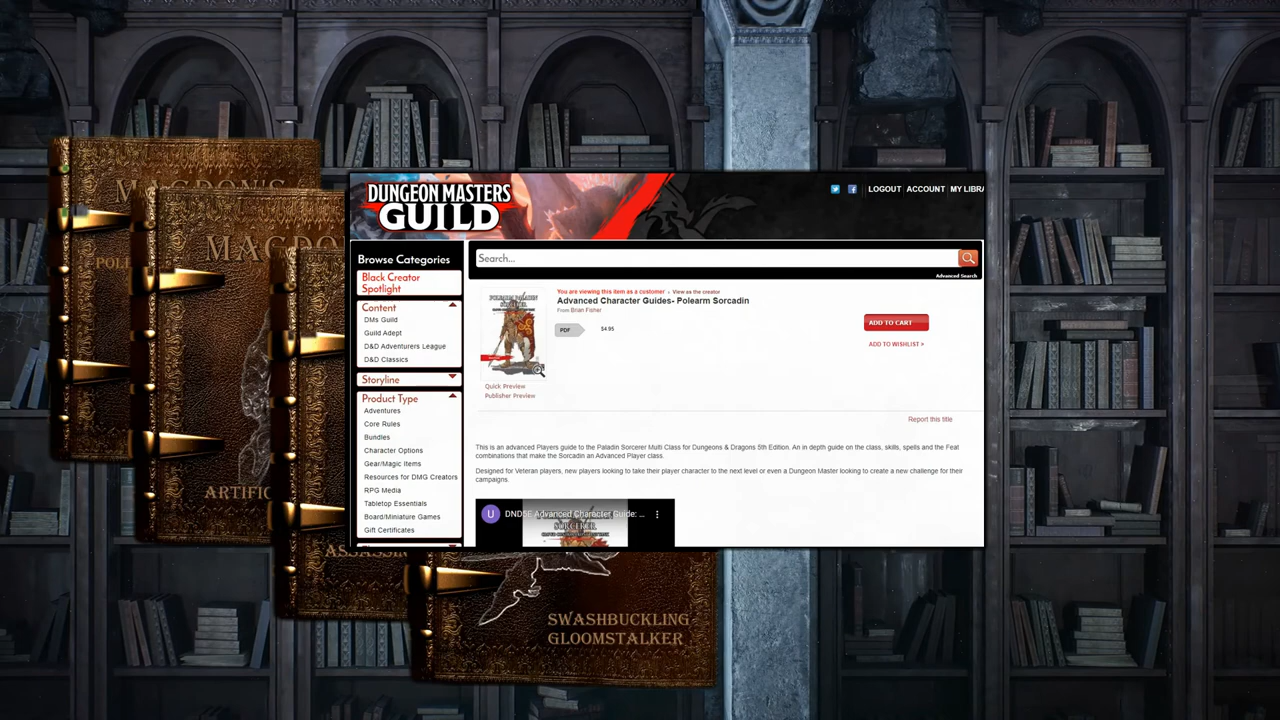 MAGDON'S
MAGDO
POL
ARTIFIC
ASSASSIN
SWASHBUCKLING
GLOOMSTALKER
DUNGEON MASTERS
GUILD
LOGOUT ACCOUNT MY LIBRA
Browse Categories
Black Creator
Spotlight
Content
DMs Guild
Guild Adept
D&D Adventurers League
D&D Classics
Storyline
Product Type
Adventures
Core Rules
Bundles
Character Options
Gear/Magic Items
Resources for DMG Creators
RPG Media
Tabletop Essentials
Board/Miniature Games
Gift Certificates
Search...
Advanced Search
You are viewing this item as a customer • View as the creator
Advanced Character Guides- Polearm Sorcadin
From Brian Fisher
PDF $4.95
ADD TO CART
ADD TO WISHLIST >
POLEARM PALADIN
SORCERER
Quick Preview
Publisher Preview
Report this title
This is an advanced Players guide to the Paladin Sorcerer Multi Class for Dungeons & Dragons 5th Edition. An in depth guide on the class, skills, spells and the Feat
combinations that make the Sorcadin an Advanced Player class.
Designed for Veteran players, new players looking to take their player character to the next level or even a Dungeon Master looking to create a new challenge for their
campaigns.
U DND5E Advanced Character Guide: ...
SORCERER